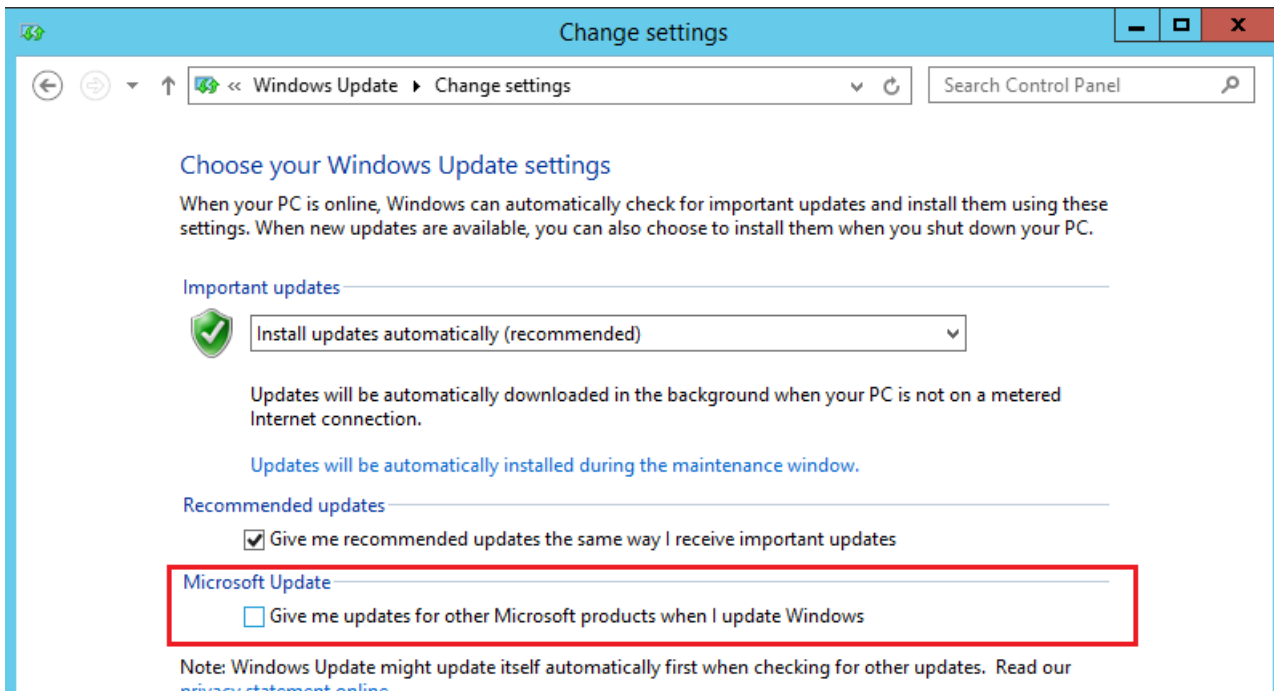 Change settings
« Windows Update Change settings
Search Control Panel
Choose your Windows Update settings
When your PC is online, Windows can automatically check for important updates and install them using these
settings. When new updates are available, you can also choose to install them when you shut down your PC.
Important updates
Install updates automatically (recommended)
Updates will be automatically downloaded in the background when your PC is not on a metered
Internet connection.
Updates will be automatically installed during the maintenance window.
Recommended updates
Give me recommended updates the same way I receive important updates
Microsoft Update
Give me updates for other Microsoft products when I update Windows
Note: Windows Update might update itself automatically first when checking for other updates. Read our
privacy statement online